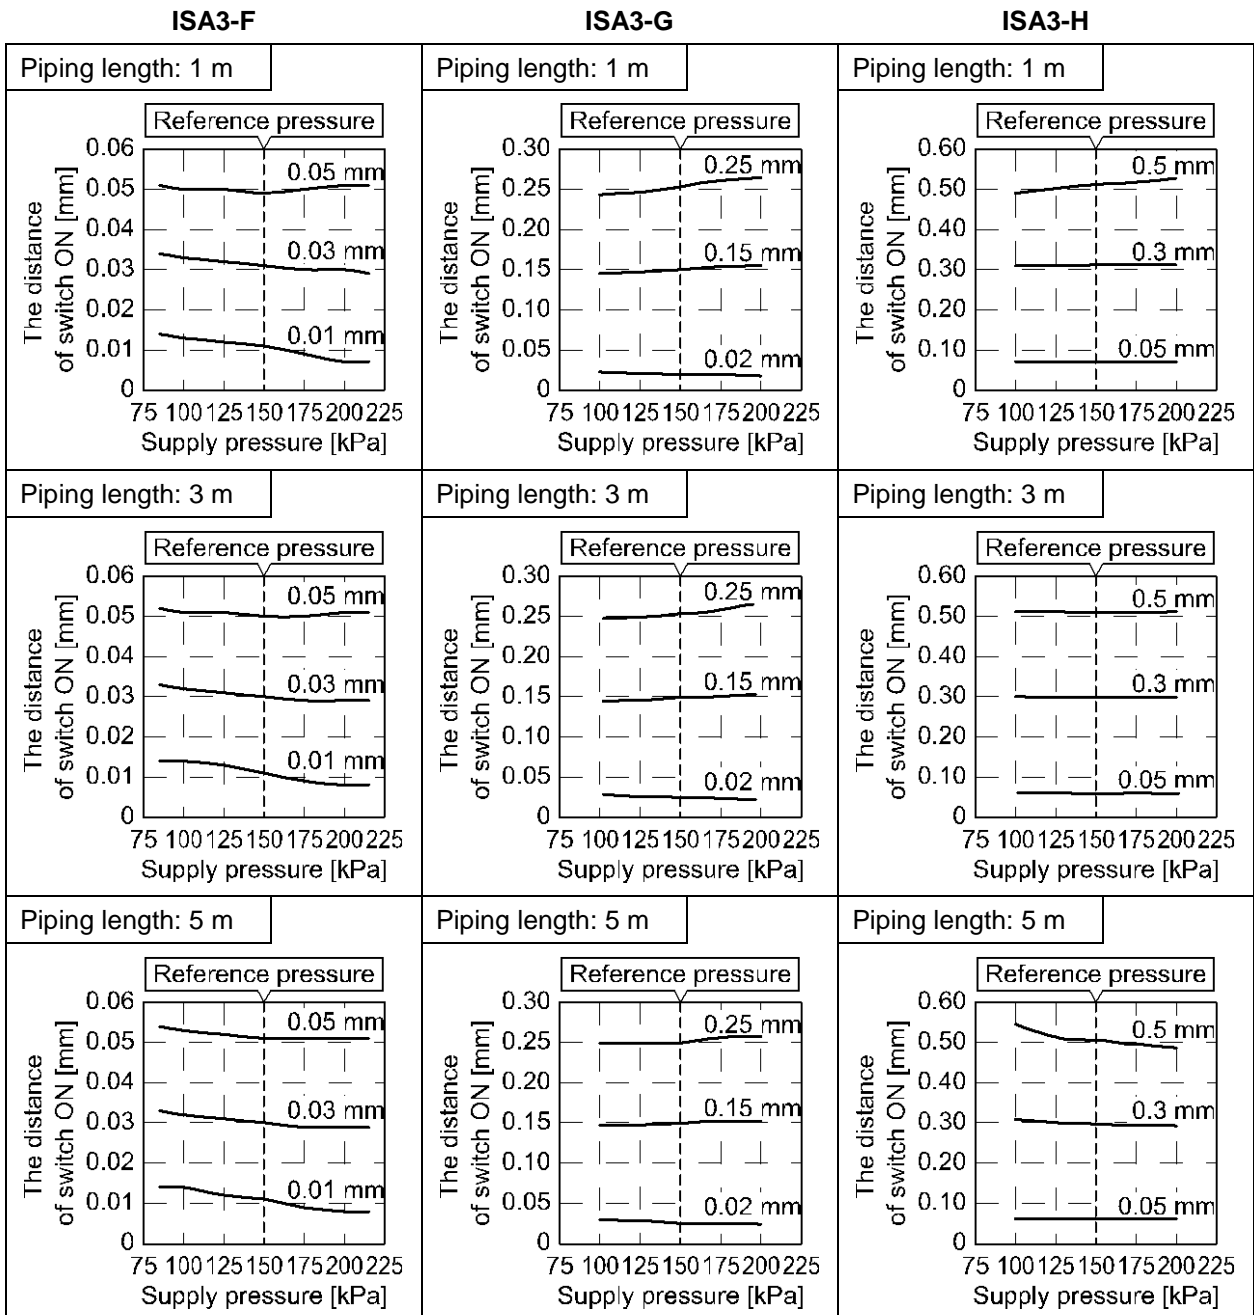 ISA3-F
ISA3-G
ISA3-H
Piping length: 1 m
Reference pressure
The distance
of switch ON [mm]
0.06
0.05
0.04
0.03
0.02
0.01
0
0.05 mm
0.03 mm
0.01 mm
75 100 125 150 175 200 225
Supply pressure [kPa]
Piping length: 1 m
Reference pressure
The distance
of switch ON [mm]
0.30
0.25
0.20
0.15
0.10
0.05
0
0.25 mm
0.15 mm
0.02 mm
75 100 125 150 175 200 225
Supply pressure [kPa]
Piping length: 1 m
Reference pressure
The distance
of switch ON [mm]
0.60
0.50
0.40
0.30
0.20
0.10
0
0.5 mm
0.3 mm
0.05 mm
75 100 125 150 175 200 225
Supply pressure [kPa]
Piping length: 3 m
Reference pressure
The distance
of switch ON [mm]
0.06
0.05
0.04
0.03
0.02
0.01
0
0.05 mm
0.03 mm
0.01 mm
75 100 125 150 175 200 225
Supply pressure [kPa]
Piping length: 3 m
Reference pressure
The distance
of switch ON [mm]
0.30
0.25
0.20
0.15
0.10
0.05
0
0.25 mm
0.15 mm
0.02 mm
75 100 125 150 175 200 225
Supply pressure [kPa]
Piping length: 3 m
Reference pressure
The distance
of switch ON [mm]
0.60
0.50
0.40
0.30
0.20
0.10
0
0.5 mm
0.3 mm
0.05 mm
75 100 125 150 175 200 225
Supply pressure [kPa]
Piping length: 5 m
Reference pressure
The distance
of switch ON [mm]
0.06
0.05
0.04
0.03
0.02
0.01
0
0.05 mm
0.03 mm
0.01 mm
75 100 125 150 175 200 225
Supply pressure [kPa]
Piping length: 5 m
Reference pressure
The distance
of switch ON [mm]
0.30
0.25
0.20
0.15
0.10
0.05
0
0.25 mm
0.15 mm
0.02 mm
75 100 125 150 175 200 225
Supply pressure [kPa]
Piping length: 5 m
Reference pressure
The distance
of switch ON [mm]
0.60
0.50
0.40
0.30
0.20
0.10
0
0.5 mm
0.3 mm
0.05 mm
75 100 125 150 175 200 225
Supply pressure [kPa]